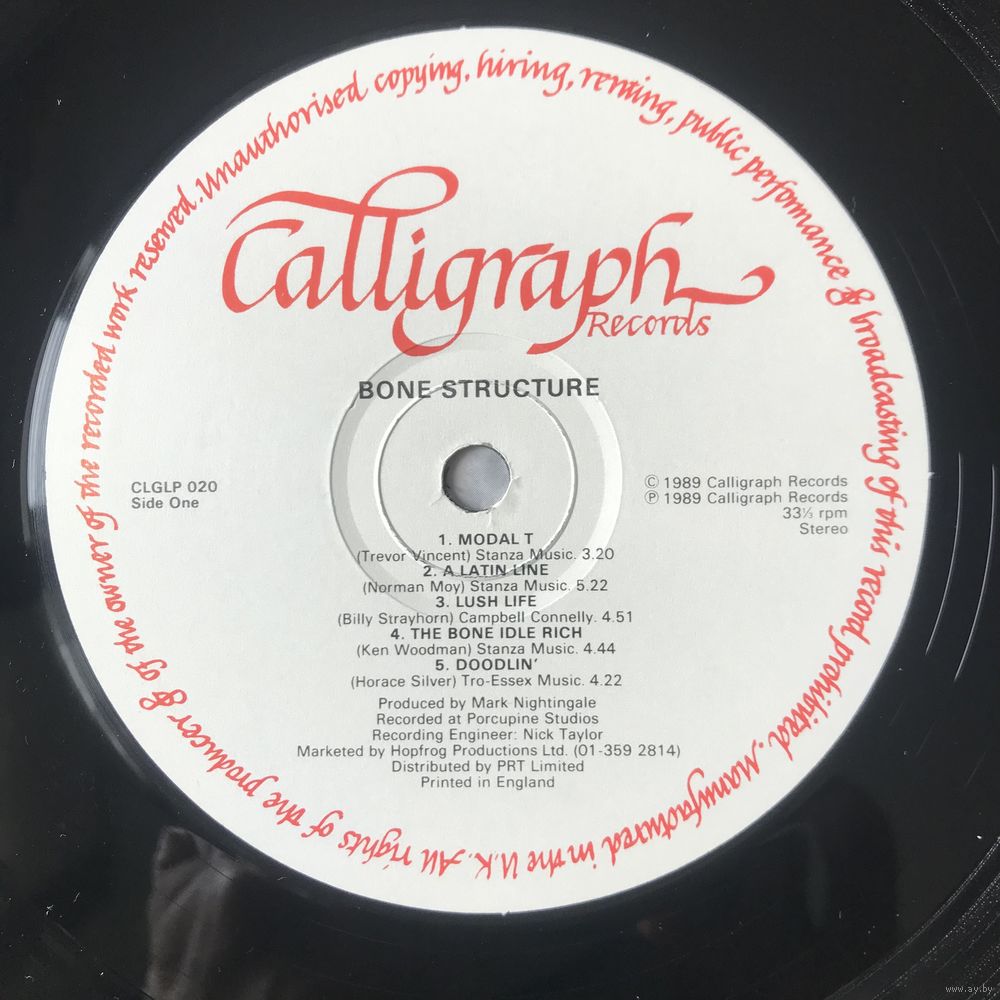 Calligraph
Records
BONE STRUCTURE
CLGLP 020
Side One
© 1989 Calligraph Records
℗ 1989 Calligraph Records
33⅓ rpm
Stereo
1. MODAL T
(Trevor Vincent) Stanza Music. 3.20
2. A LATIN LINE
(Norman Moy) Stanza Music. 5.22
3. LUSH LIFE
(Billy Strayhorn) Campbell Connelly. 4.51
4. THE BONE IDLE RICH
(Ken Woodman) Stanza Music. 4.44
5. DOODLIN'
(Horace Silver) Tro-Essex Music. 4.22
Produced by Mark Nightingale
Recorded at Porcupine Studios
Recording Engineer: Nick Taylor
Marketed by Hopfrog Productions Ltd. (01-359 2814)
Distributed by PRT Limited
Printed in England
All rights of the producer & of the owner of the recorded work reserved. Unauthorised copying, hiring, renting, public performance & broadcasting of this record prohibited. Manufactured in the U.K.
www.ay.by